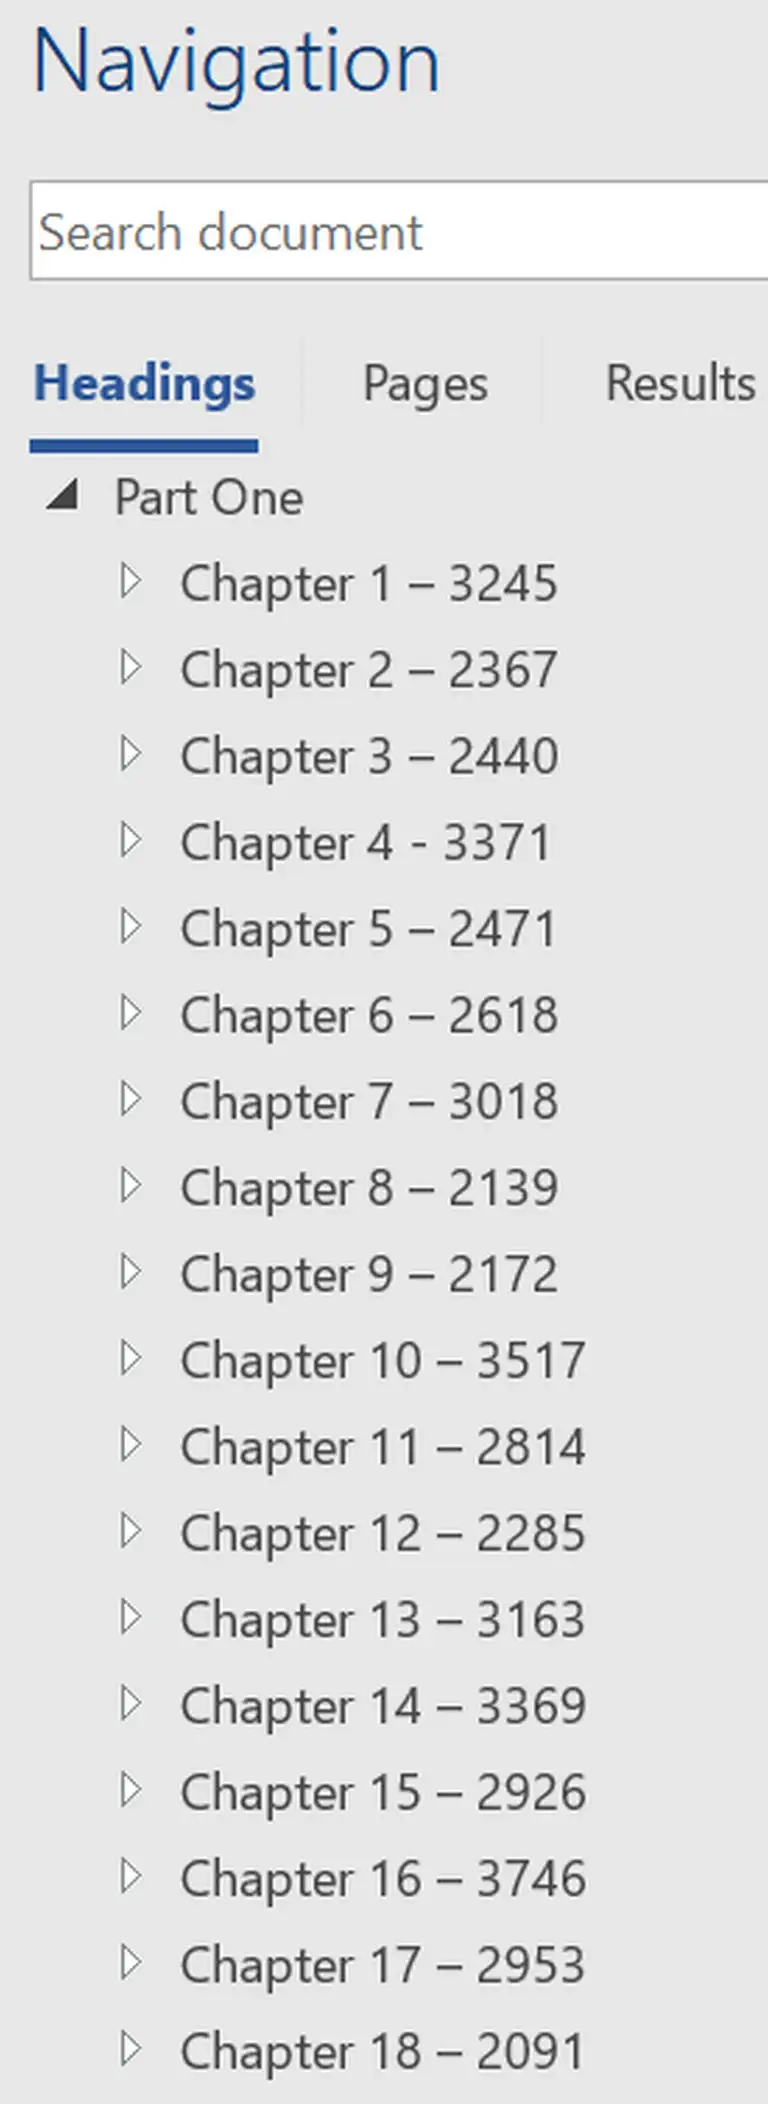 Navigation
Search document
Headings Pages Results
Part One
Chapter 1 – 3245
Chapter 2 – 2367
Chapter 3 – 2440
Chapter 4 - 3371
Chapter 5 – 2471
Chapter 6 – 2618
Chapter 7 – 3018
Chapter 8 – 2139
Chapter 9 – 2172
Chapter 10 – 3517
Chapter 11 – 2814
Chapter 12 – 2285
Chapter 13 – 3163
Chapter 14 – 3369
Chapter 15 – 2926
Chapter 16 – 3746
Chapter 17 – 2953
Chapter 18 – 2091